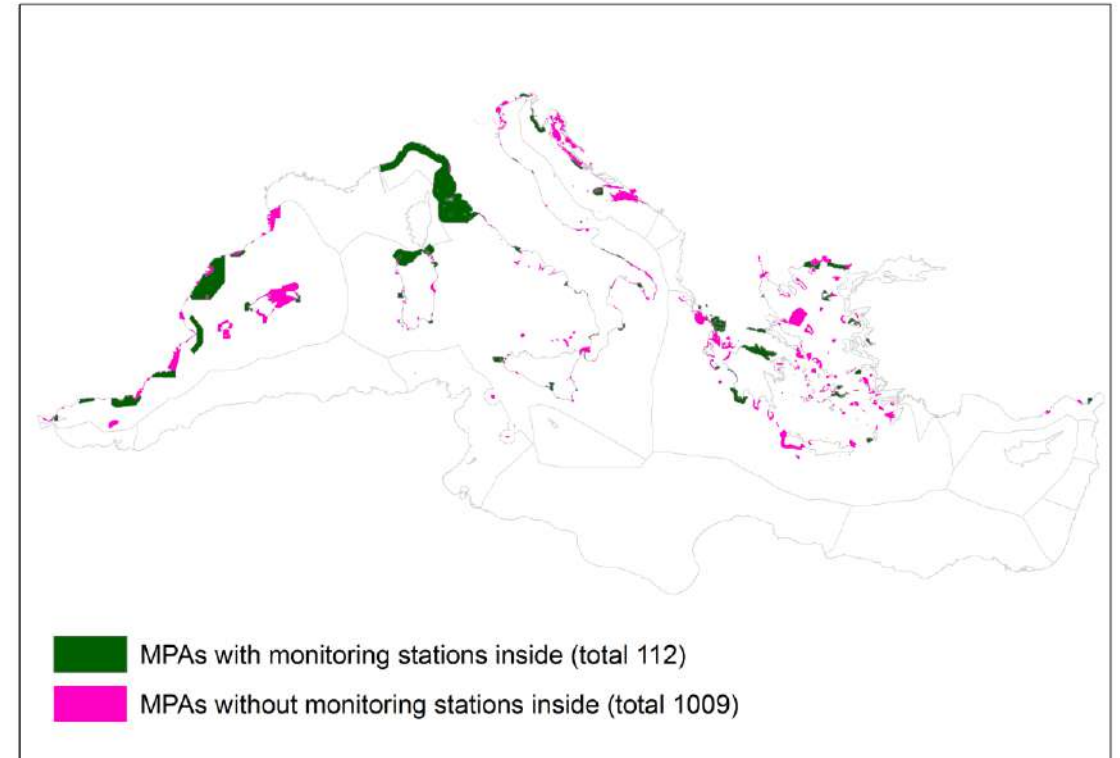 MPAs with monitoring stations inside (total 112)
MPAs without monitoring stations inside (total 1009)